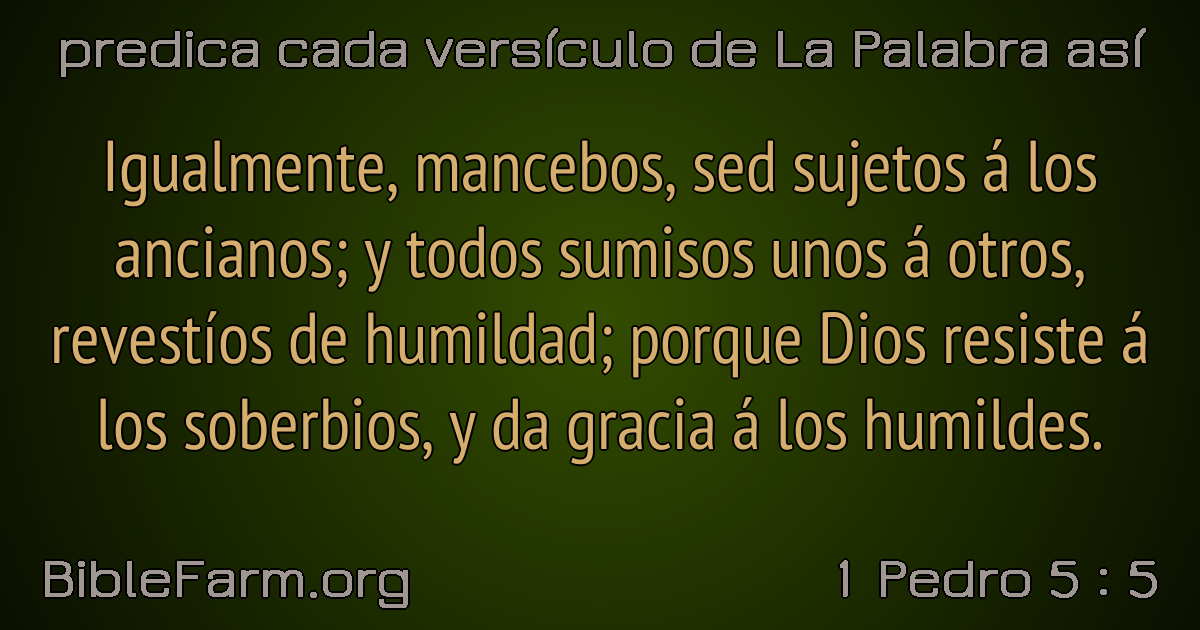 predica cada versículo de La Palabra así
Igualmente, mancebos, sed sujetos á los
ancianos; y todos sumisos unos á otros,
revestíos de humildad; porque Dios resiste á
los soberbios, y da gracia á los humildes.
BibleFarm.org
1 Pedro 5 : 5